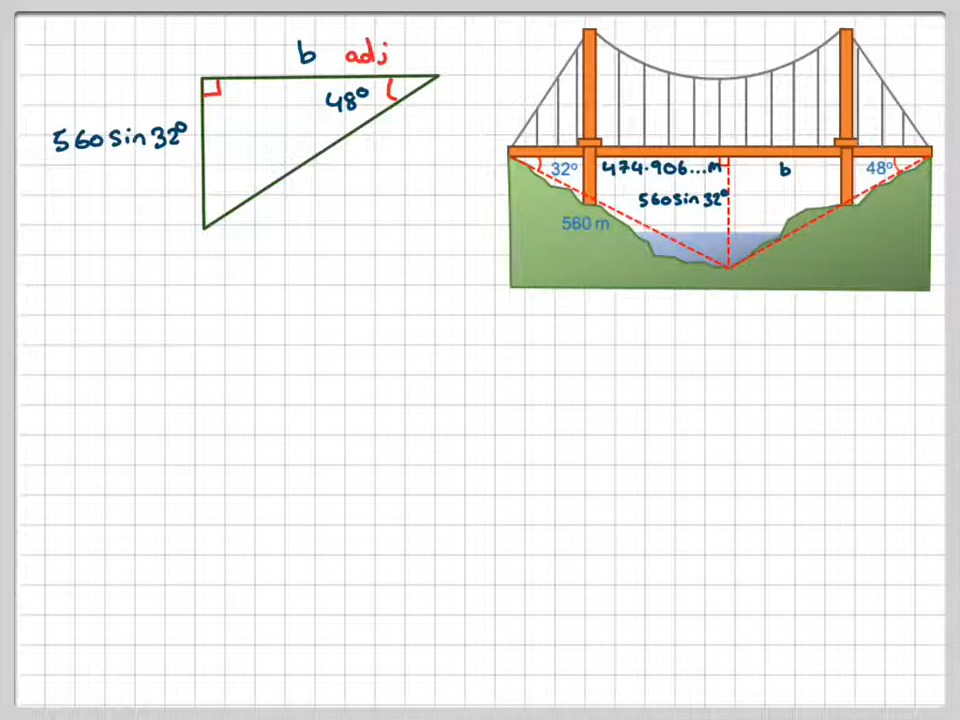 b adj
48°
560 sin 32°
32° 474.906...m b 48°
560 sin 32°
560 m